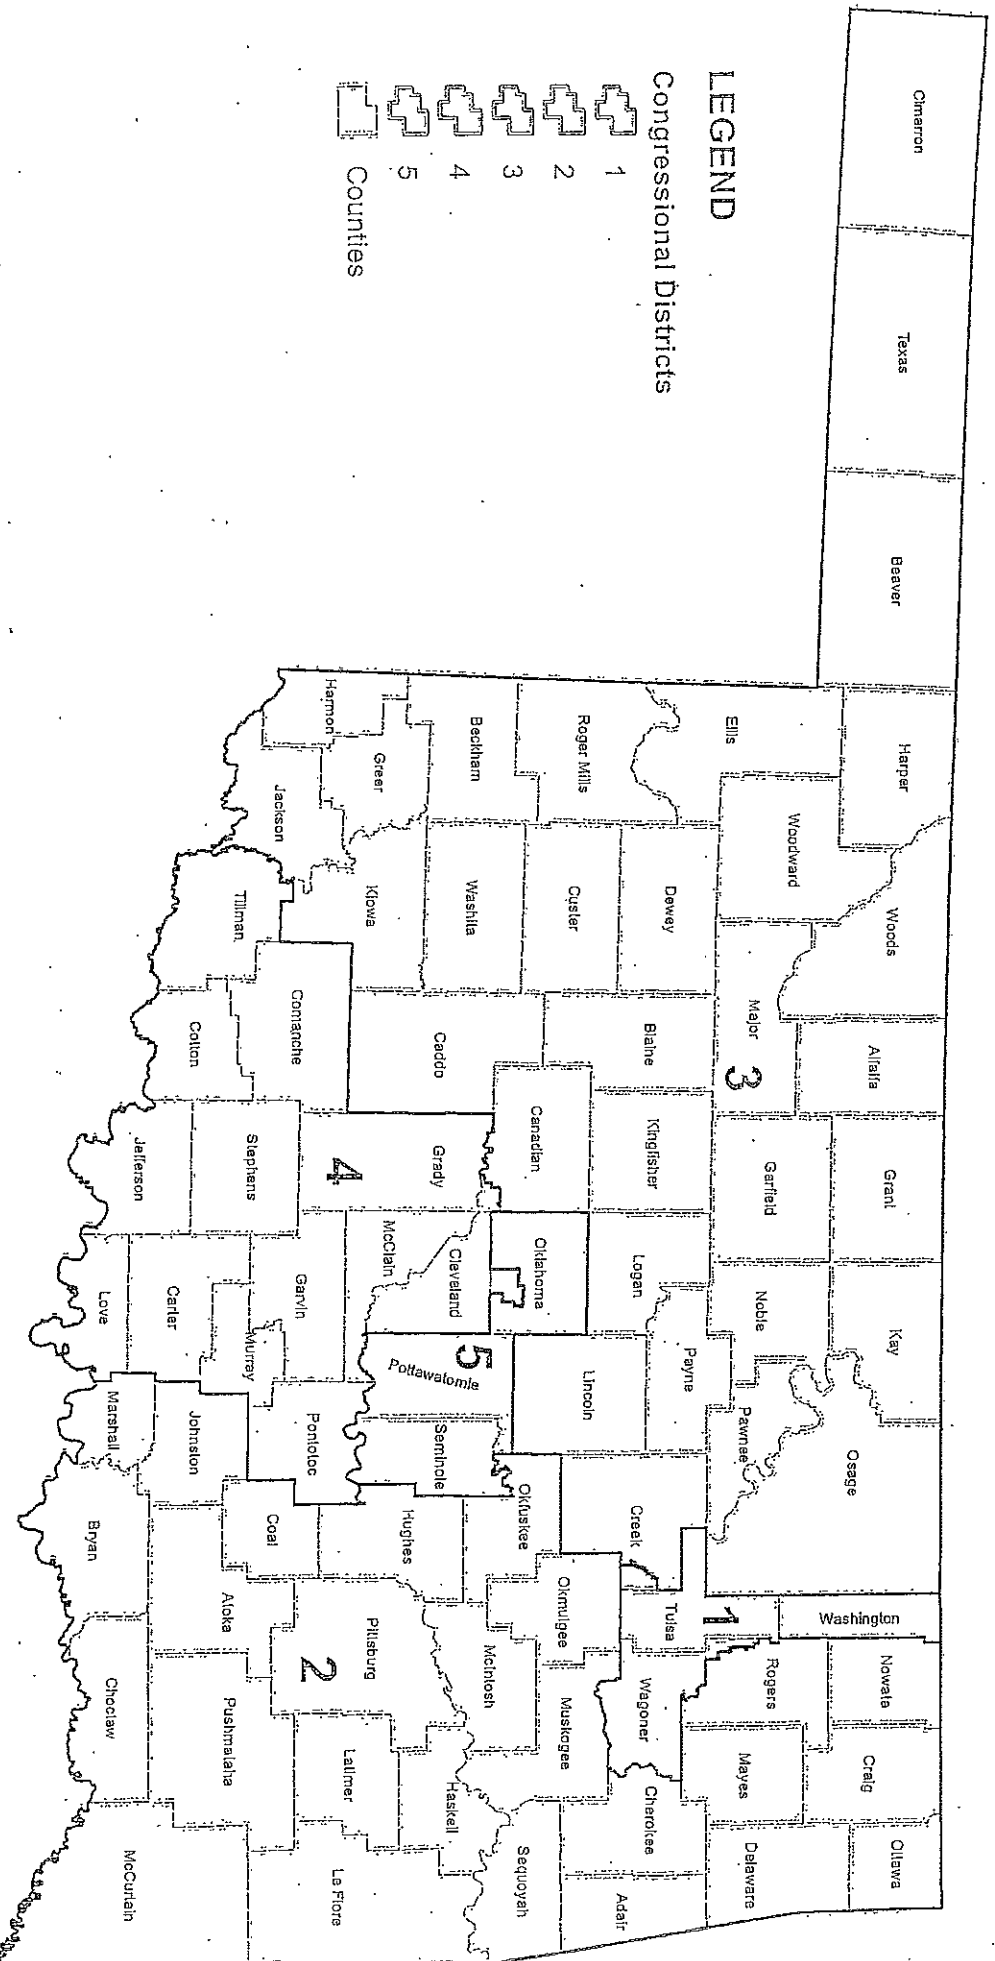 LEGEND
Congressional Districts
1
2
3
4
5
Counties
Cimarron
Texas
Beaver
Harper
Woods
Alfalfa
Grant
Kay
Osage
Washington
Nowata
Craig
Ottawa
Ellis
Woodward
Major
3
Garfield
Noble
Pawnee
1
Rogers
Mayes
Delaware
Roger Mills
Dewey
Blaine
Kingfisher
Logan
Payne
Creek
Tulsa
Wagoner
Cherokee
Adair
Beckham
Custer
Washita
Canadian
Oklahoma
Lincoln
Okfuskee
Okmulgee
Muskogee
Sequoyah
Harmon
Greer
Kiowa
Caddo
Grady
Cleveland
McClain
5
Pottawatomie
Seminole
Hughes
McIntosh
Haskell
Jackson
Tillman
Comanche
4
Garvin
Pontotoc
Coal
Pittsburg
2
Latimer
Le Flore
Cotton
Stephens
Murray
Johnston
Atoka
Pushmataha
Jefferson
Carter
Love
Marshall
Bryan
Choctaw
McCurtain